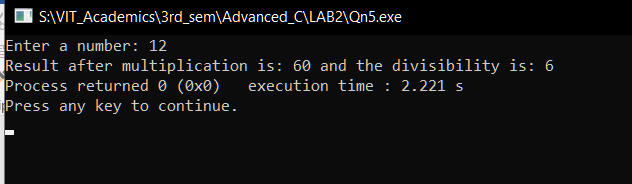 S:\VIT_Academics\3rd_sem\Advanced_C\LAB2\Qn5.exe
Enter a number: 12
Result after multiplication is: 60 and the divisibility is: 6
Process returned 0 (0x0)   execution time : 2.221 s
Press any key to continue.